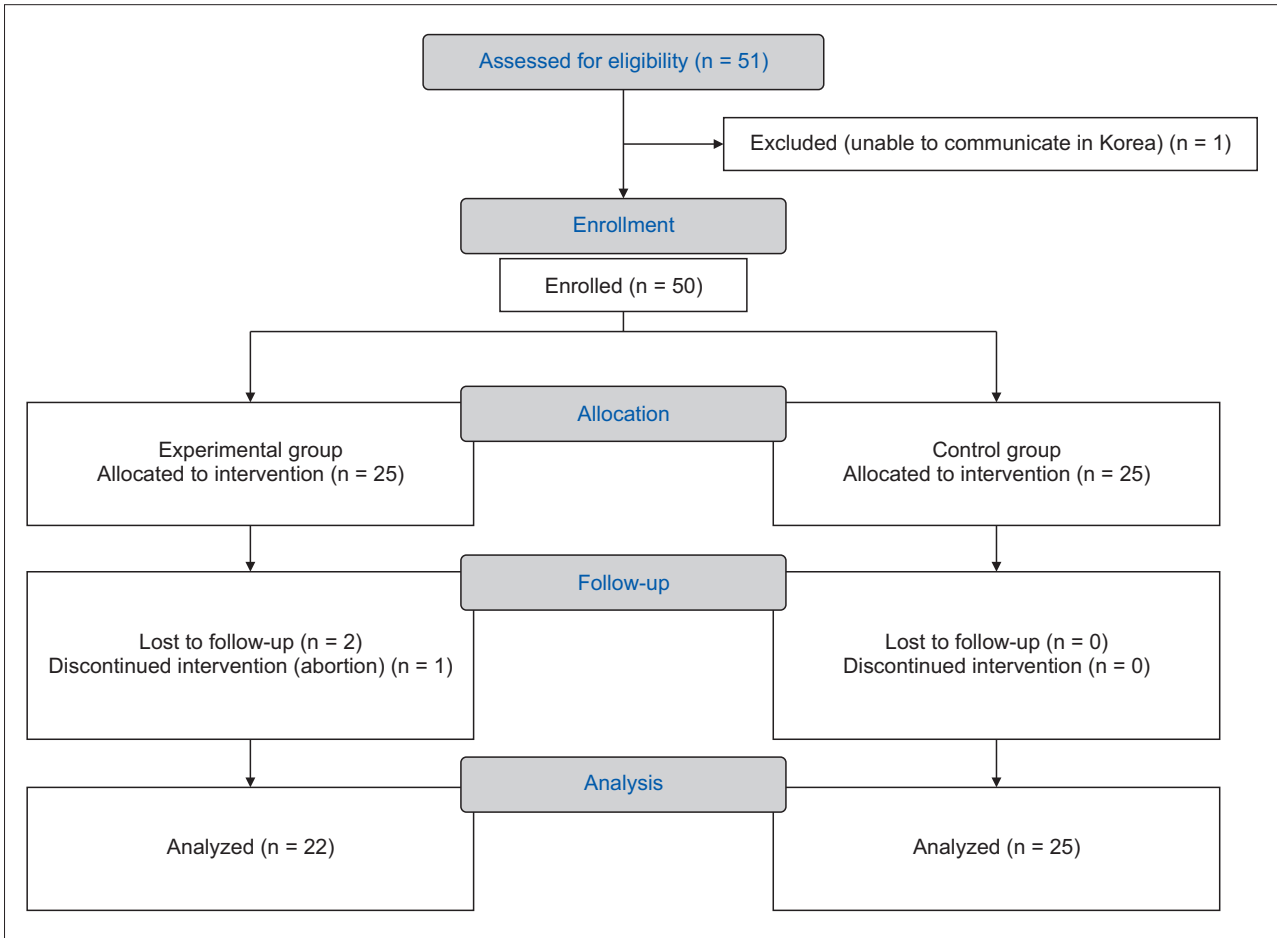 Assessed for eligibility (n = 51)
Excluded (unable to communicate in Korea) (n = 1)
Enrollment
Enrolled (n = 50)
Allocation
Experimental group
Allocated to intervention (n = 25)
Control group
Allocated to intervention (n = 25)
Follow-up
Lost to follow-up (n = 2)
Discontinued intervention (abortion) (n = 1)
Lost to follow-up (n = 0)
Discontinued intervention (n = 0)
Analysis
Analyzed (n = 22)
Analyzed (n = 25)